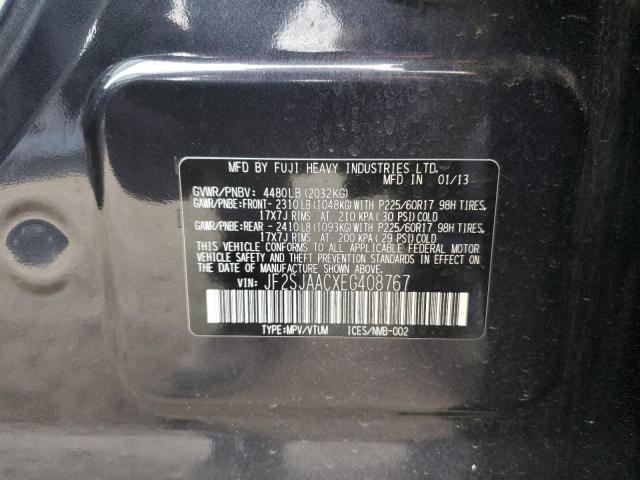 MFD BY FUJI HEAVY INDUSTRIES LTD.
MFD IN 01/13
GVWR/PNBV: 4480LB (2032KG)
GAWR/PNBE:FRONT- 2310LB(1048KG)WITH P225/60R17 98H TIRES,
17X7J RIMS AT 210 KPA(30 PSI)COLD
GAWR/PNBE:REAR - 2410LB(1093KG)WITH P225/60R17 98H TIRES,
17X7J RIMS AT 200 KPA(29 PSI)COLD
THIS VEHICLE CONFORMS TO ALL APPLICABLE FEDERAL MOTOR
VEHICLE SAFETY AND THEFT PREVENTION STANDARDS IN EFFECT ON
THE DATE OF MANUFACTURE SHOWN ABOVE.
VIN: JF2SJAACXEG408767
TYPE:MPV/VTUM ICES/NMB-002